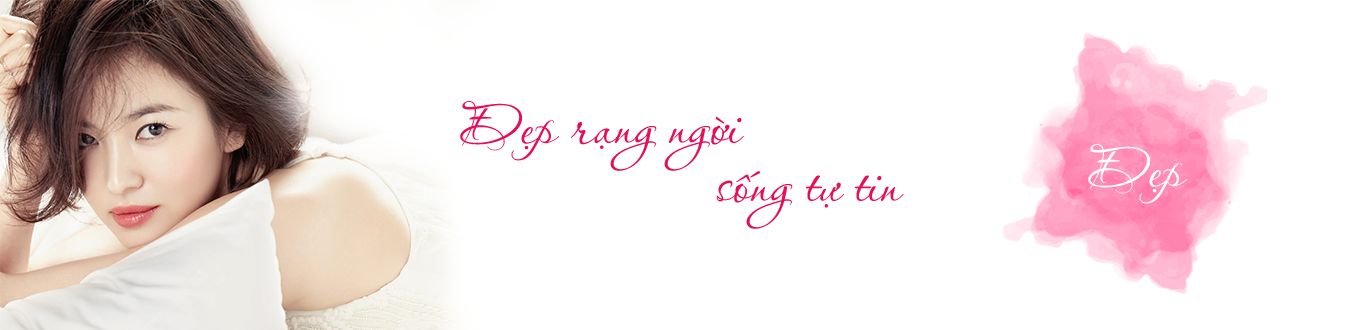 Đẹp rạng ngời
sống tự tin
Đẹp